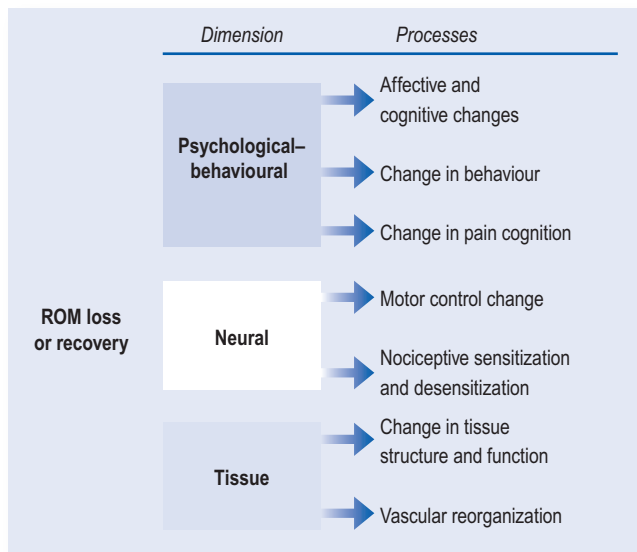 Dimension
Processes
Psychological–
behavioural
Affective and
cognitive changes
Change in behaviour
Change in pain cognition
ROM loss
or recovery
Neural
Motor control change
Nociceptive sensitization
and desensitization
Tissue
Change in tissue
structure and function
Vascular reorganization